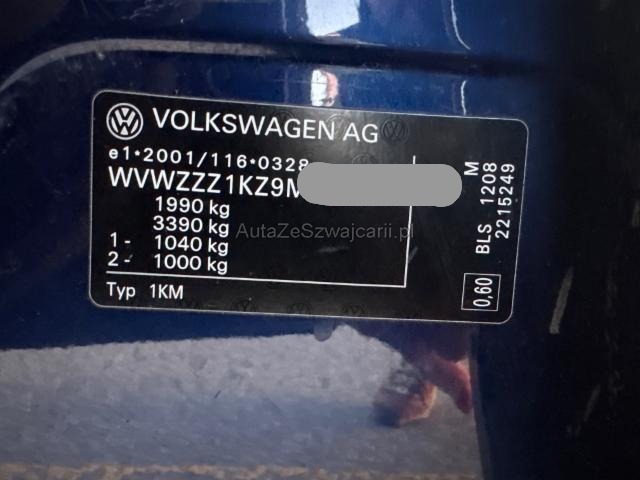 VOLKSWAGEN AG
e1*2001/116*0328
WVWZZZ1KZ9M
1990 kg
3390 kg
1 - 1040 kg
2 - 1000 kg
Typ 1KM
M
BLS 1208
2215249
0,60
AutaZeSzwajcarii.pl